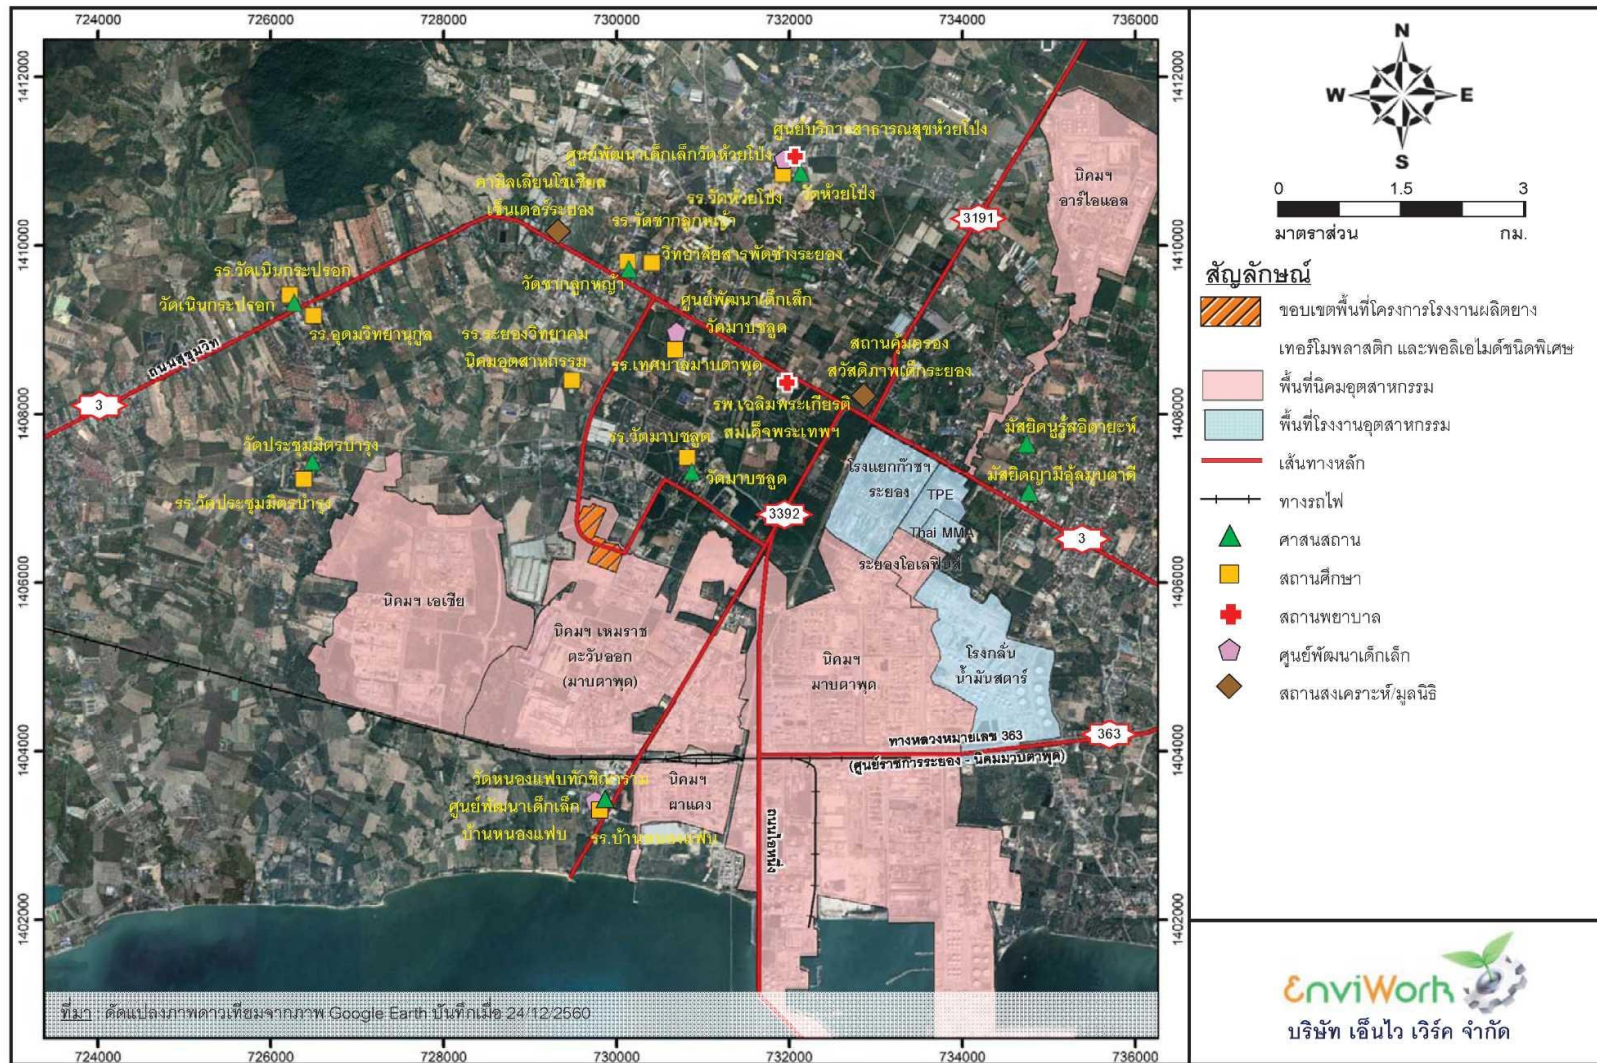 724000
726000
728000
730000
732000
734000
736000
1412000
1410000
1408000
1406000
1404000
1402000
1412000
1410000
1408000
1406000
1404000
1402000
ศูนย์บริการสาธารณสุขห้วยโป่ง
ศูนย์พัฒนาเด็กเล็กวัดห้วยโป่ง
คามิลเลียนโซเชียล
เซ็นเตอร์ระยอง
รร.วัดห้วยโป่ง
วัดห้วยโป่ง
รร.วัดชากลูกหญ้า
วิทยาลัยสารพัดช่างระยอง
วัดชากลูกหญ้า
3191
นิคมฯ
อาร์ไอแอล
รร.วัดเนินกระปรอก
วัดเนินกระปรอก
รร.อุดมวิทยานุกูล
ถนนสุขุมวิท
3
ศูนย์พัฒนาเด็กเล็ก
วัดมาบชลูด
รร.ระยองวิทยาคม
นิคมอุตสาหกรรม
รร.เทศบาลมาบตาพุด
สถานคุ้มครอง
สวัสดิภาพเด็กระยอง
รพ.เฉลิมพระเกียรติ
สมเด็จพระเทพฯ
รร.วัดมาบชลูด
วัดมาบชลูด
มัสยิดนูรู้ลฮิดายะห์
มัสยิดญามีอุ้ลมุบตาดี
วัดประชุมมิตรบำรุง
รร.วัดประชุมมิตรบำรุง
โรงแยกก๊าซฯ
ระยอง
TPE
Thai MMA
3392
3
ระยองโอเลฟินส์
นิคมฯ เอเชีย
นิคมฯ เหมราช
ตะวันออก
(มาบตาพุด)
นิคมฯ
มาบตาพุด
โรงกลั่น
น้ำมันสตาร์
ทางหลวงหมายเลข 363
363
(ศูนย์ราชการระยอง - นิคมมาบตาพุด)
วัดหนองแฟบทักษิณาราม
ศูนย์พัฒนาเด็กเล็ก
บ้านหนองแฟบ
รร.บ้านหนองแฟบ
นิคมฯ
ผาแดง
ถนนไอหนึ่ง
ที่มา : ดัดแปลงภาพดาวเทียมจากภาพ Google Earth บันทึกเมื่อ 24/12/2560
724000
726000
728000
730000
732000
734000
736000
N
W
E
S
0
1.5
3
มาตราส่วน
กม.
สัญลักษณ์
ขอบเขตพื้นที่โครงการโรงงานผลิตยาง
เทอร์โมพลาสติก และพอลิเอไมด์ชนิดพิเศษ
พื้นที่นิคมอุตสาหกรรม
พื้นที่โรงงานอุตสาหกรรม
เส้นทางหลัก
ทางรถไฟ
ศาสนสถาน
สถานศึกษา
สถานพยาบาล
ศูนย์พัฒนาเด็กเล็ก
สถานสงเคราะห์/มูลนิธิ
EnviWork
บริษัท เอ็นไว เวิร์ค จำกัด